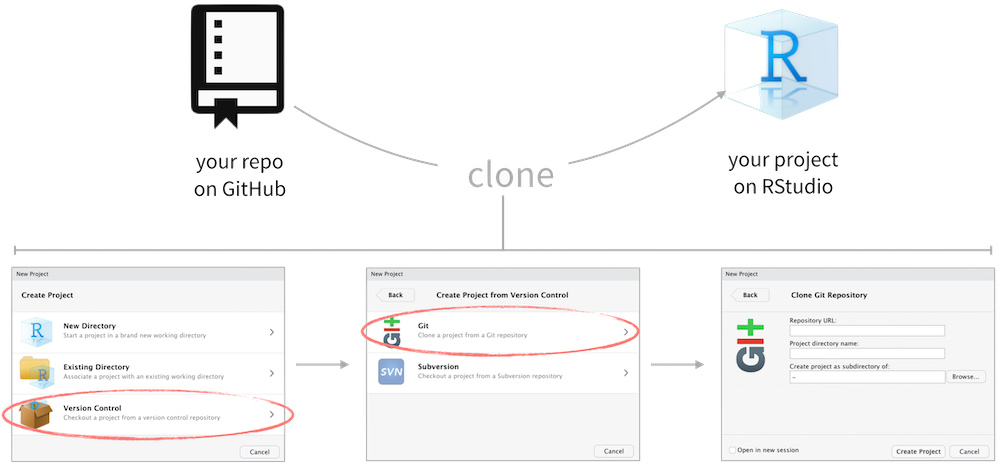 your repo
on GitHub
clone
your project
on RStudio
New Project
Create Project
New Directory
Start a project in a brand new working directory
Existing Directory
Associate a project with an existing working directory
Version Control
Checkout a project from a version control repository
Cancel
New Project
Back
Create Project from Version Control
Git
Clone a project from a Git repository
SVN
Subversion
Checkout a project from a Subversion repository
Cancel
New Project
Back
Clone Git Repository
Repository URL:
Project directory name:
Create project as subdirectory of:
~
Browse...
Open in new session
Create Project
Cancel